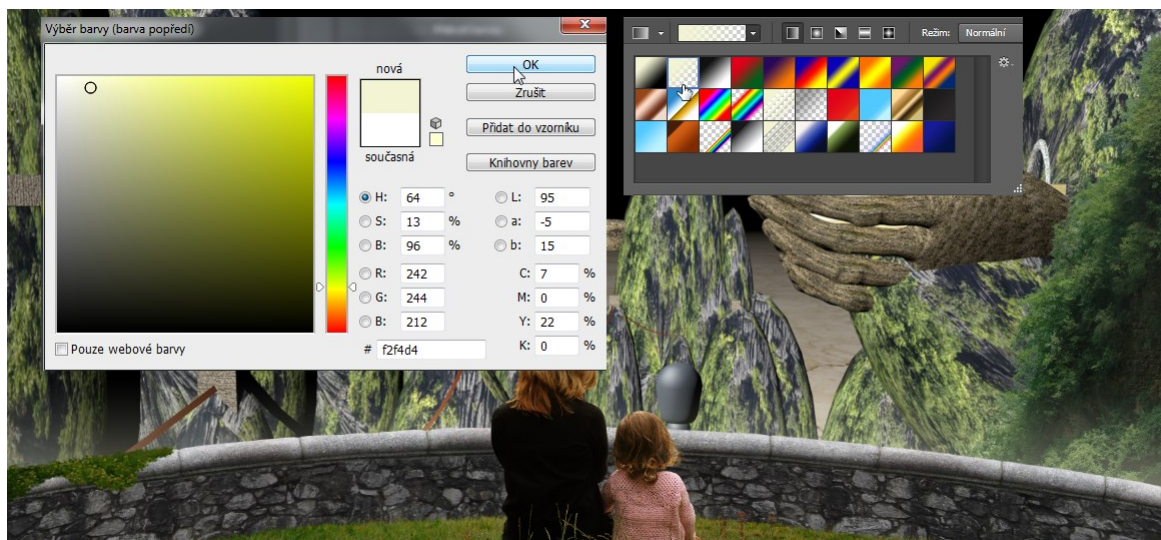 Výběr barvy (barva popředí)
nová
současná
OK
Zrušit
Přidat do vzorníku
Knihovny barev
H: 64 °
S: 13 %
B: 96 %
R: 242
G: 244
B: 212
# f2f4d4
L: 95
a: -5
b: 15
C: 7 %
M: 0 %
Y: 22 %
K: 0 %
Pouze webové barvy
Režim: Normální